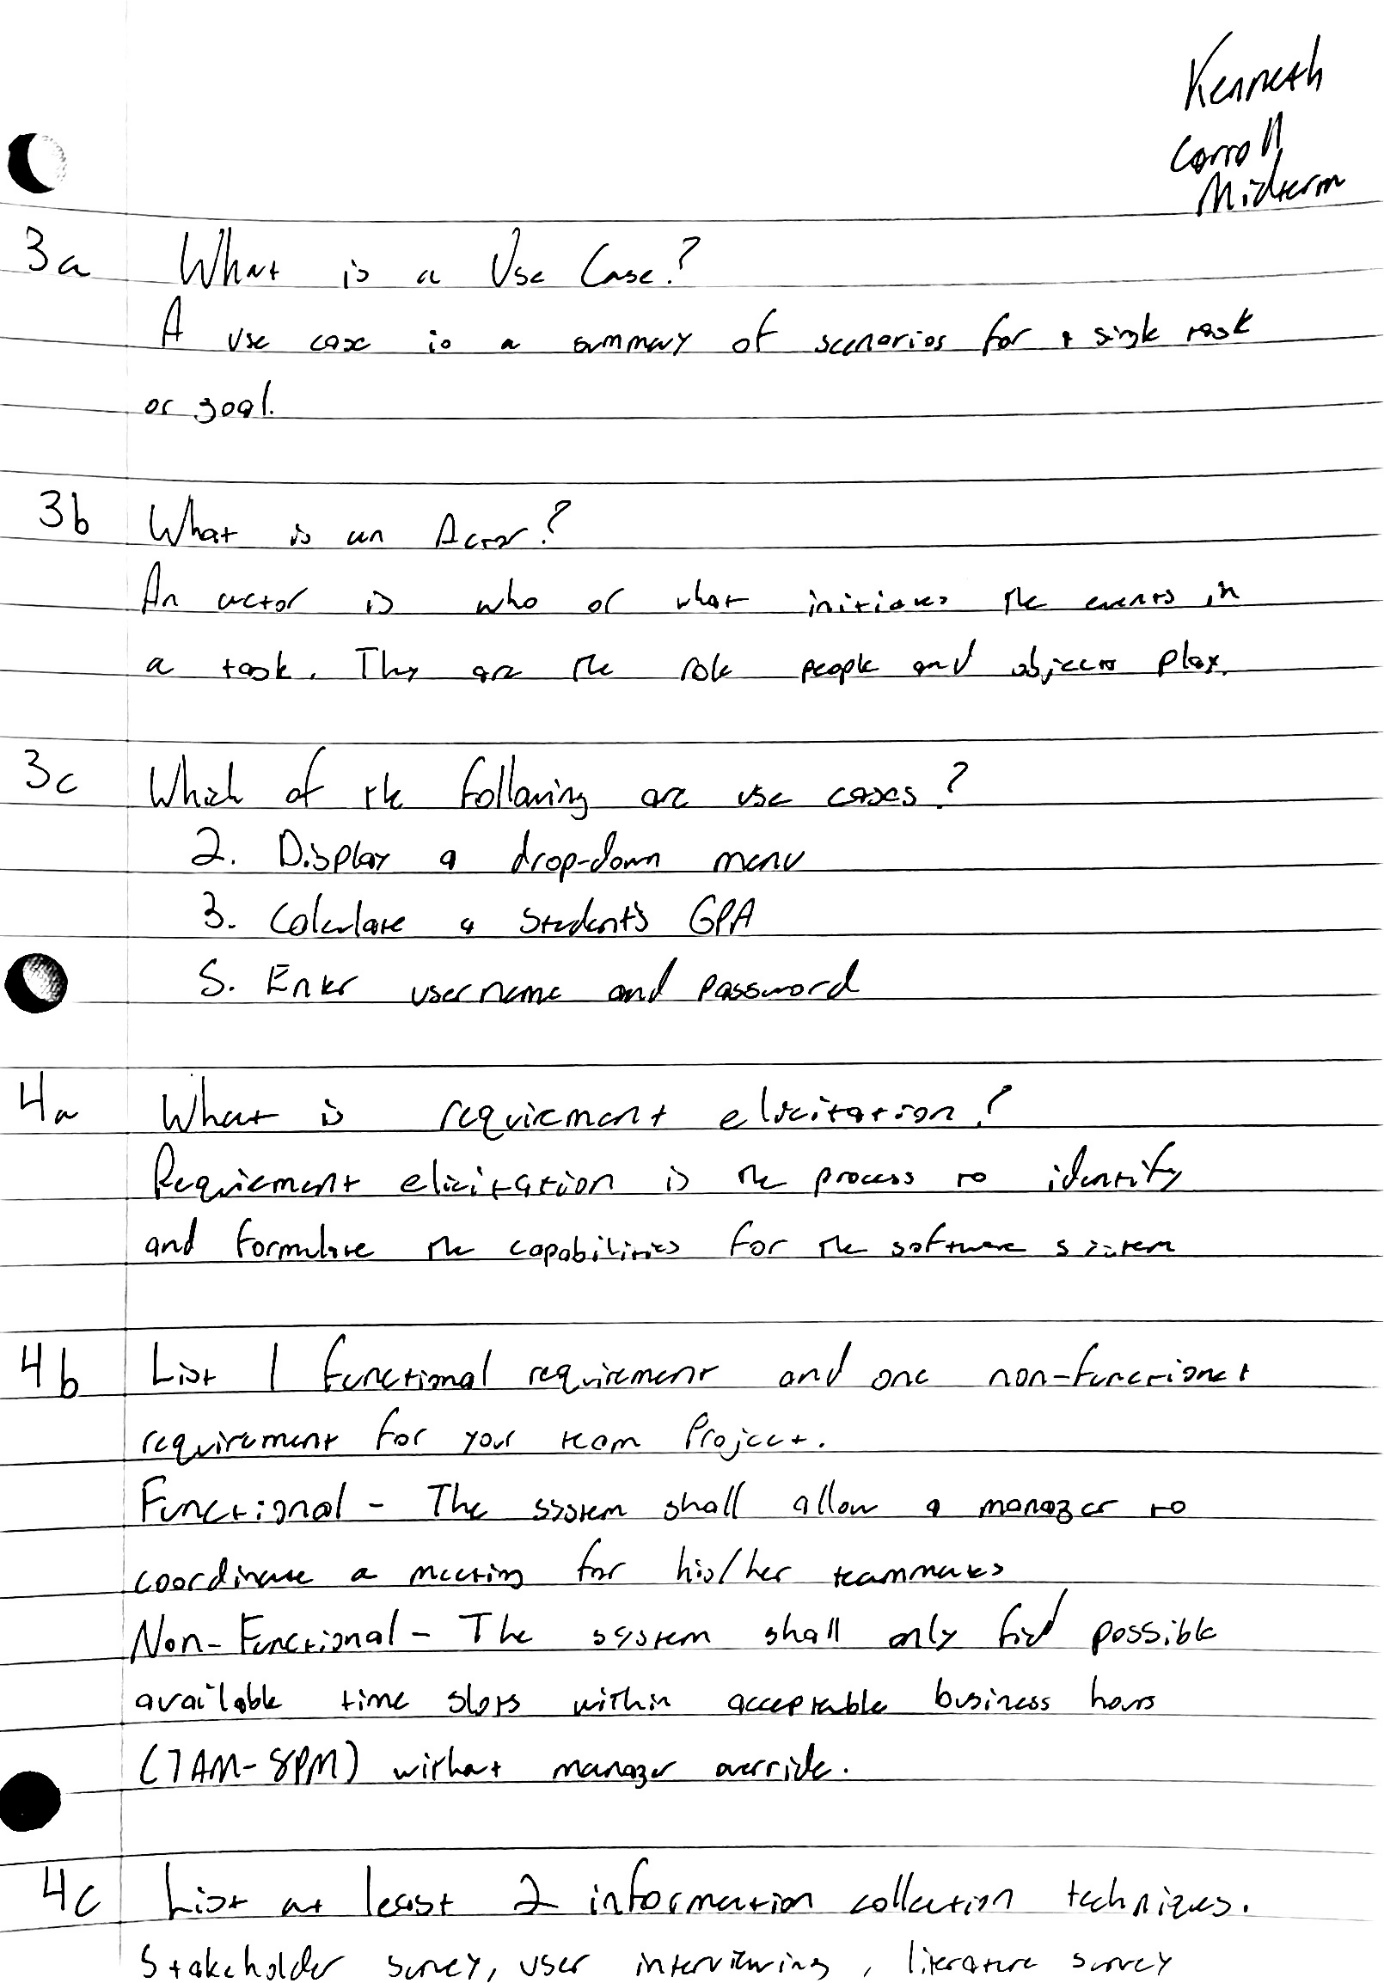 Kenneth
Carroll
Midterm
3a What is a Use Case?
A use case is a summary of scenarios for a single task
or goal.
3b What is an Actor?
An actor is who or what initiates the events in
a task. They are the role people and objects play.
3c Which of the following are use cases?
2. Display a drop-down menu
3. Calculate a Student's GPA
5. Enter username and password
4a What is requirement elicitation?
Requirement elicitation is the process to identify
and formulate the capabilities for the software system
4b List 1 functional requirement and one non-functional
requirement for your team Project.
Functional - The system shall allow a manager to
coordinate a meeting for his/her teammates
Non-Functional - The system shall only find possible
available time slots within acceptable business hours
(7AM-8PM) without manager override.
4c List at least 2 information collection techniques.
Stakeholder survey, user interviewing, literature survey